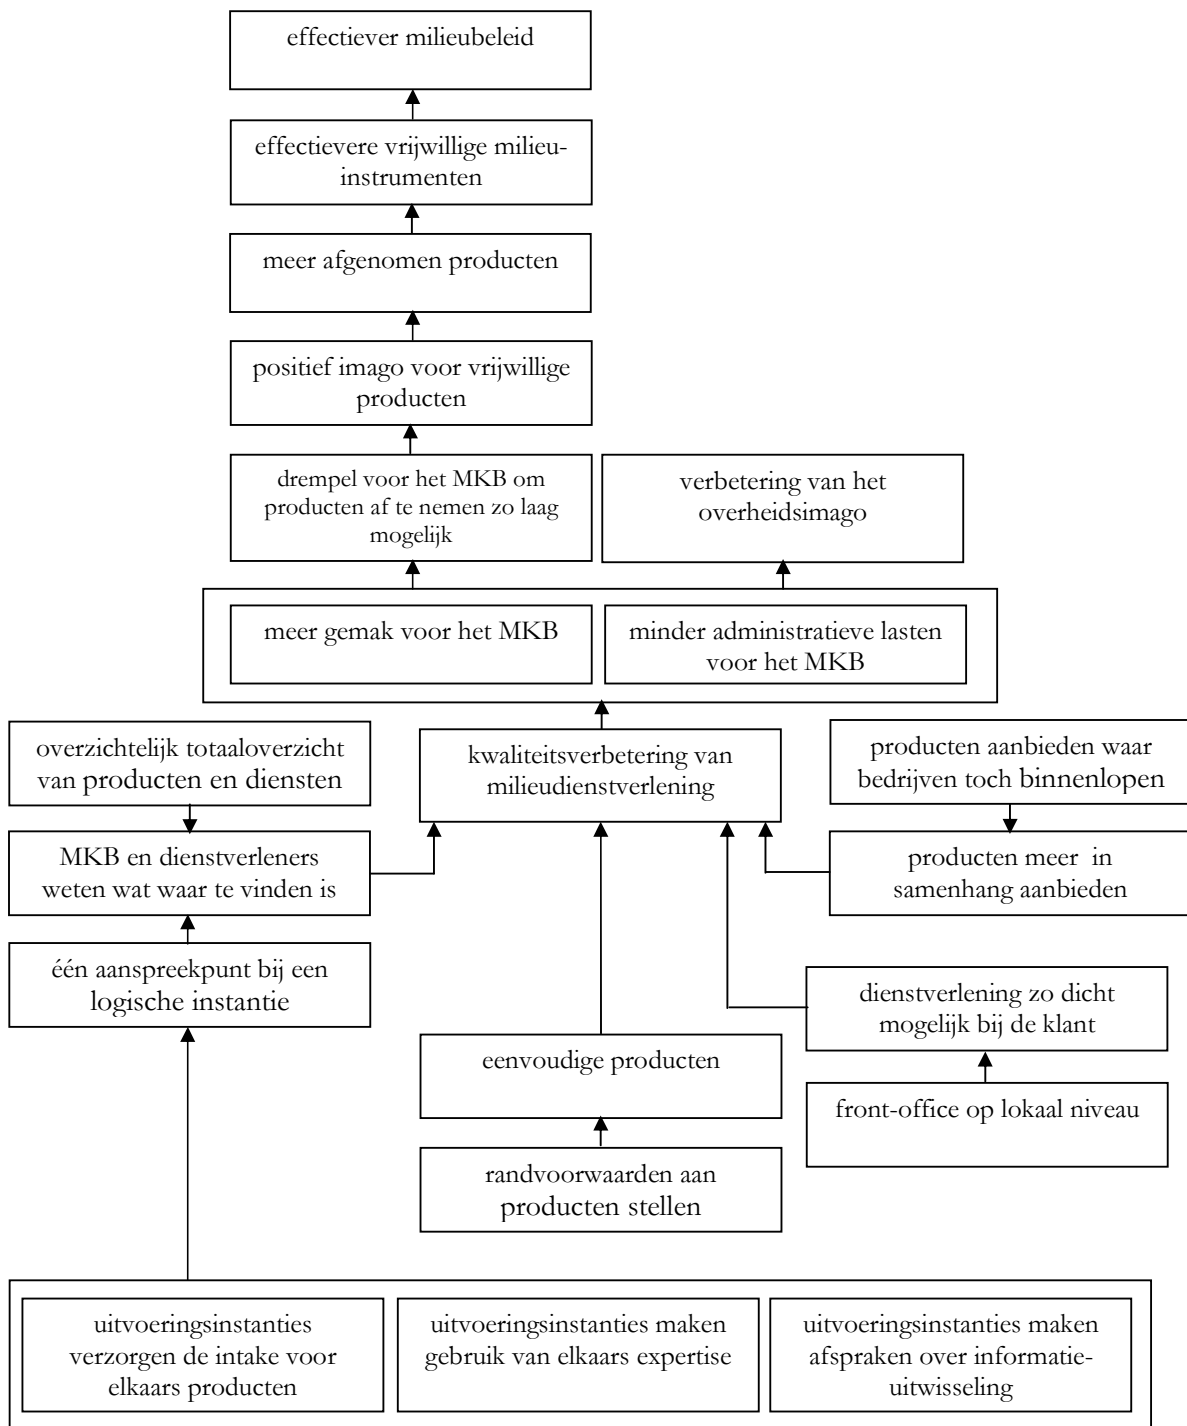 effectiever milieubeleid
effectievere vrijwillige milieu-
instrumenten
meer afgenomen producten
positief imago voor vrijwillige
producten
drempel voor het MKB om
producten af te nemen zo laag
mogelijk
verbetering van het
overheidsimago
meer gemak voor het MKB
minder administratieve lasten
voor het MKB
overzichtelijk totaaloverzicht
van producten en diensten
kwaliteitsverbetering van
milieudienstverlening
producten aanbieden waar
bedrijven toch binnenlopen
MKB en dienstverleners
weten wat waar te vinden is
producten meer in
samenhang aanbieden
één aanspreekpunt bij een
logische instantie
dienstverlening zo dicht
mogelijk bij de klant
eenvoudige producten
front-office op lokaal niveau
randvoorwaarden aan
producten stellen
uitvoeringsinstanties
verzorgen de intake voor
elkaars producten
uitvoeringsinstanties maken
gebruik van elkaars expertise
uitvoeringsinstanties maken
afspraken over informatie-
uitwisseling